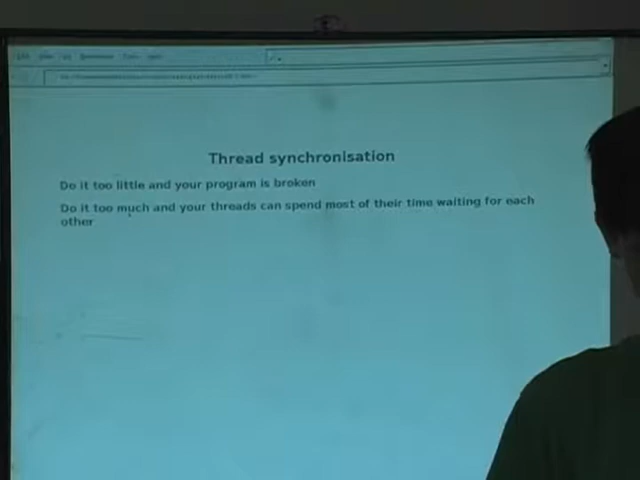 Thread synchronisation
Do it too little and your program is broken
Do it too much and your threads can spend most of their time waiting for each
other